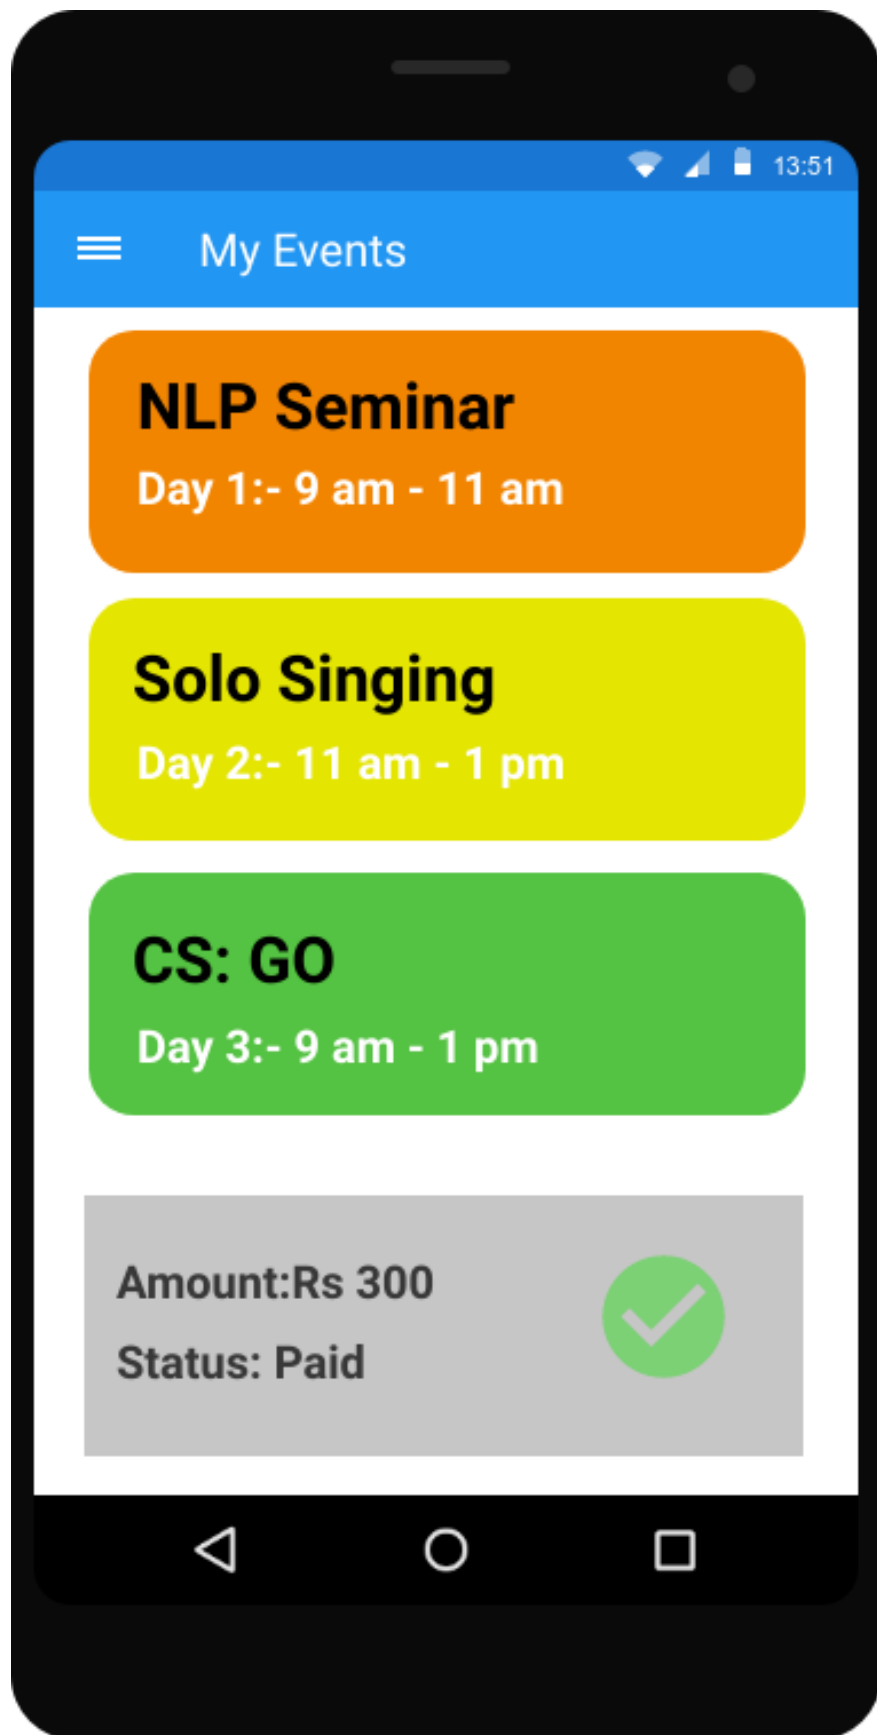 13:51
My Events
NLP Seminar
Day 1:- 9 am - 11 am
Solo Singing
Day 2:- 11 am - 1 pm
CS: GO
Day 3:- 9 am - 1 pm
Amount:Rs 300
Status: Paid